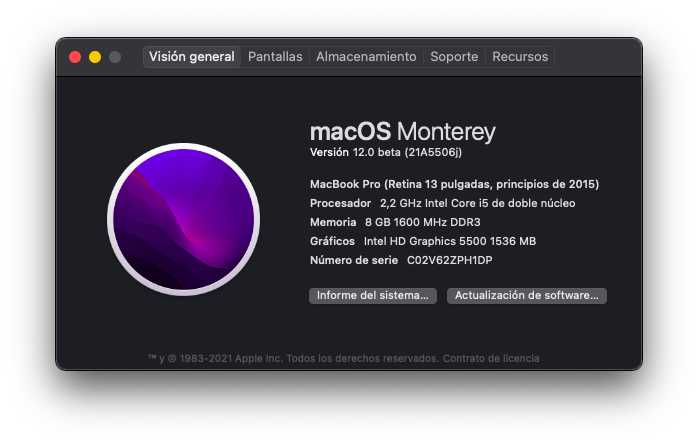 Visión general Pantallas Almacenamiento Soporte Recursos
macOS Monterey
Versión 12.0 beta (21A5506j)
MacBook Pro (Retina 13 pulgadas, principios de 2015)
Procesador 2,2 GHz Intel Core i5 de doble núcleo
Memoria 8 GB 1600 MHz DDR3
Gráficos Intel HD Graphics 5500 1536 MB
Número de serie C02V62ZPH1DP
Informe del sistema... Actualización de software...
™ y © 1983-2021 Apple Inc. Todos los derechos reservados. Contrato de licencia